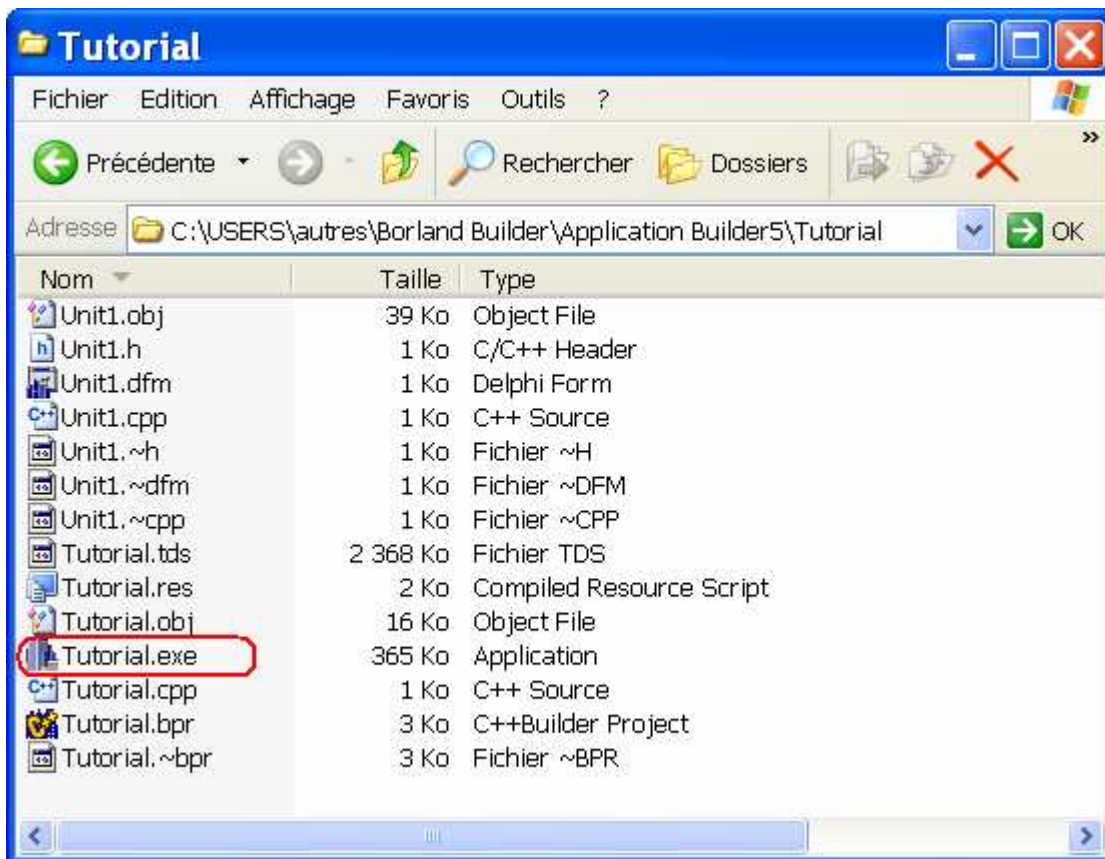 Tutorial
Fichier Edition Affichage Favoris Outils ?
Précédente Rechercher Dossiers »
Adresse C:\USERS\autres\Borland Builder\Application Builder5\Tutorial OK
Nom Taille Type
Unit1.obj 39 Ko Object File
Unit1.h 1 Ko C/C++ Header
Unit1.dfm 1 Ko Delphi Form
Unit1.cpp 1 Ko C++ Source
Unit1.~h 1 Ko Fichier ~H
Unit1.~dfm 1 Ko Fichier ~DFM
Unit1.~cpp 1 Ko Fichier ~CPP
Tutorial.tds 2 368 Ko Fichier TDS
Tutorial.res 2 Ko Compiled Resource Script
Tutorial.obj 16 Ko Object File
Tutorial.exe 365 Ko Application
Tutorial.cpp 1 Ko C++ Source
Tutorial.bpr 3 Ko C++Builder Project
Tutorial.~bpr 3 Ko Fichier ~BPR